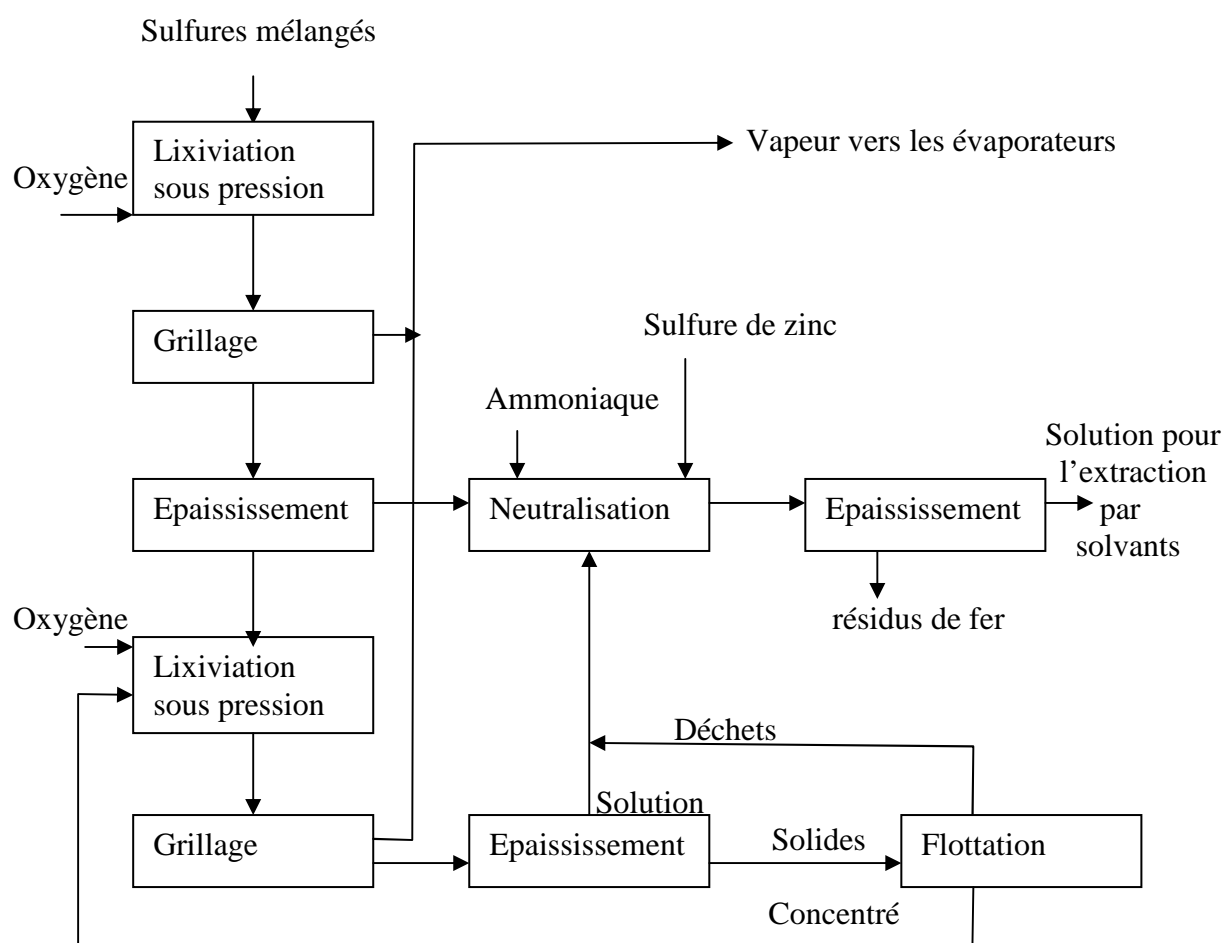 Sulfures mélangés
Lixiviation
sous pression
Vapeur vers les évaporateurs
Oxygène
Grillage
Sulfure de zinc
Ammoniaque
Solution pour
l’extraction
par
solvants
Epaississement
Neutralisation
Epaississement
résidus de fer
Oxygène
Lixiviation
sous pression
Déchets
Solution
Grillage
Epaississement
Solides
Flottation
Concentré